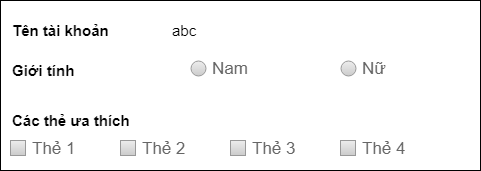 Tên tài khoản abc
Giới tính Nam Nữ
Các thẻ ưa thích
Thẻ 1 Thẻ 2 Thẻ 3 Thẻ 4